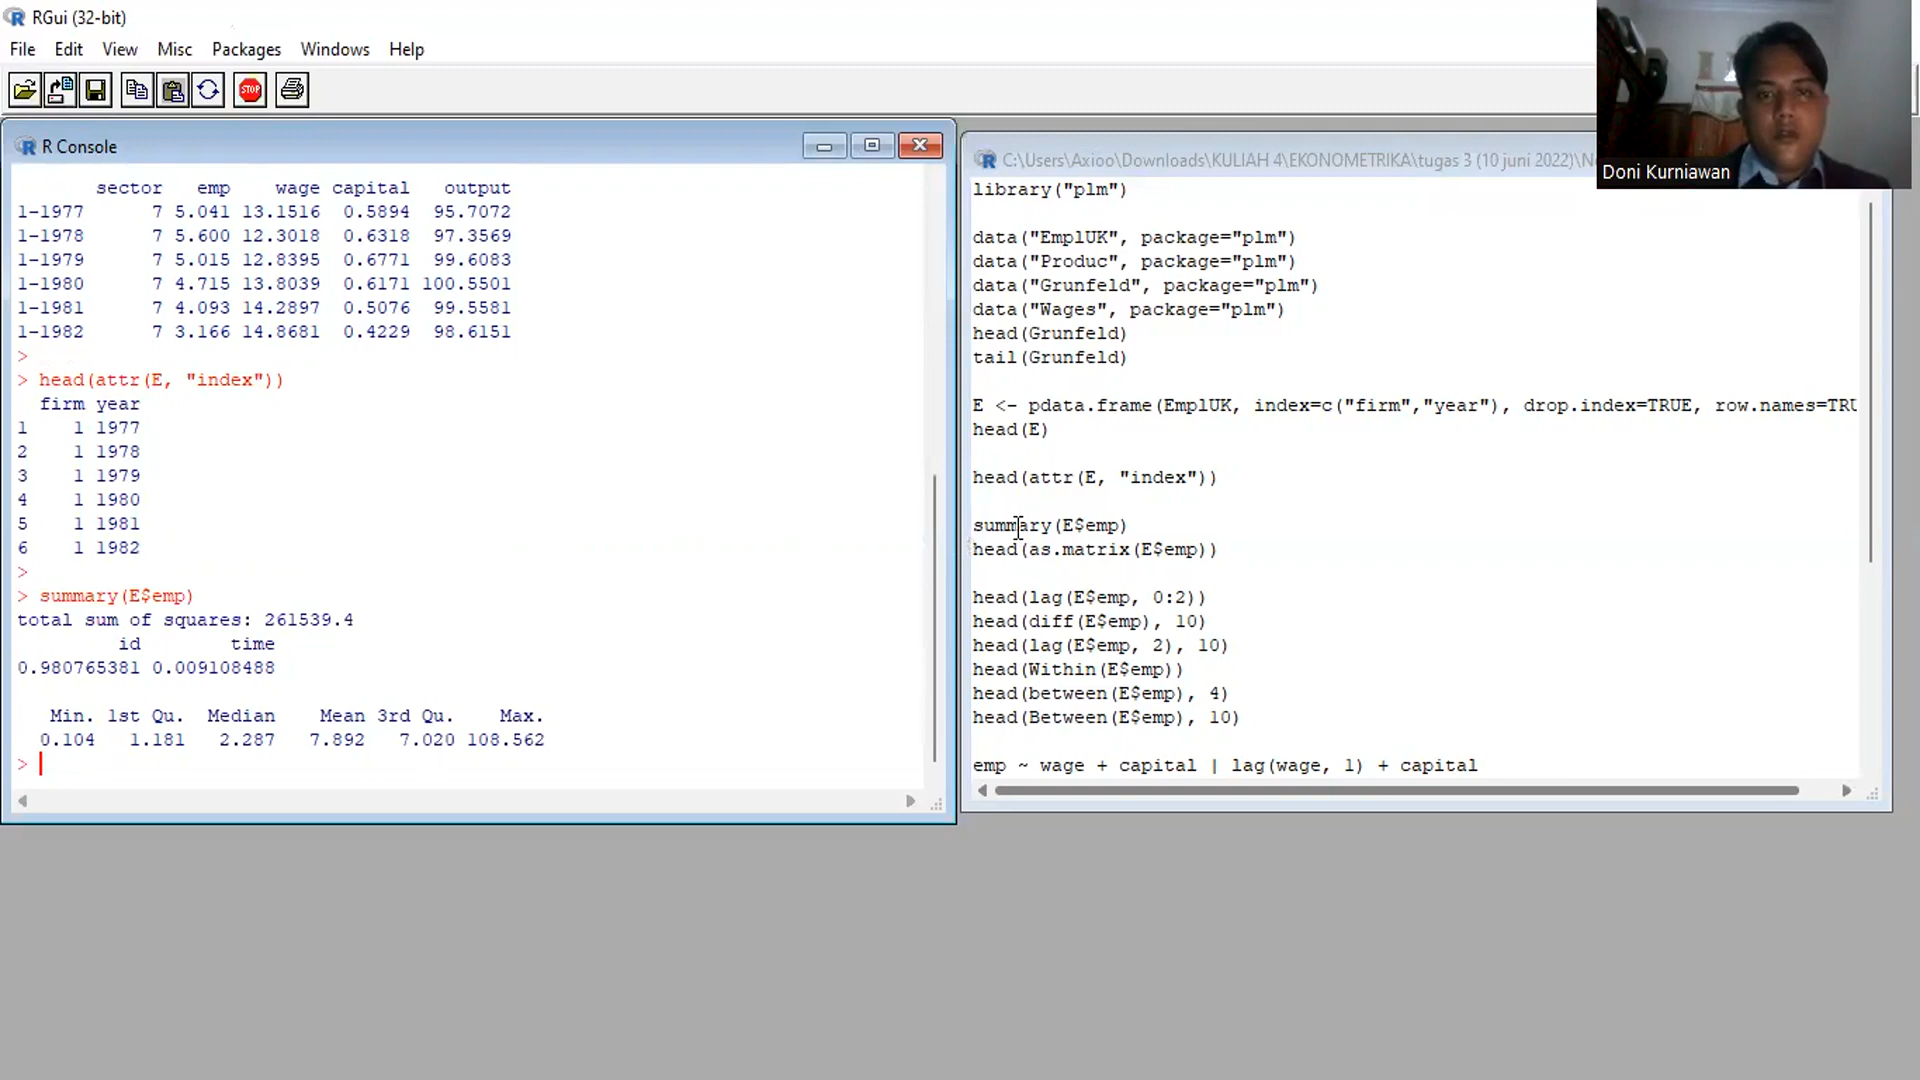 RGui (32-bit)
File Edit View Misc Packages Windows Help
STOP
R Console
sector emp wage capital output
1-1977 7 5.041 13.1516 0.5894 95.7072
1-1978 7 5.600 12.3018 0.6318 97.3569
1-1979 7 5.015 12.8395 0.6771 99.6083
1-1980 7 4.715 13.8039 0.6171 100.5501
1-1981 7 4.093 14.2897 0.5076 99.5581
1-1982 7 3.166 14.8681 0.4229 98.6151
>
> head(attr(E, "index"))
firm year
1 1 1977
2 1 1978
3 1 1979
4 1 1980
5 1 1981
6 1 1982
>
> summary(E$emp)
total sum of squares: 261539.4
id time
0.980765381 0.009108488
Min. 1st Qu. Median Mean 3rd Qu. Max.
0.104 1.181 2.287 7.892 7.020 108.562
>
C:\Users\Axioo\Downloads\KULIAH 4\EKONOMETRIKA\tugas 3 (10 juni 2022)\N
library("plm")
data("EmplUK", package="plm")
data("Produc", package="plm")
data("Grunfeld", package="plm")
data("Wages", package="plm")
head(Grunfeld)
tail(Grunfeld)
E <- pdata.frame(EmplUK, index=c("firm","year"), drop.index=TRUE, row.names=TRU
head(E)
head(attr(E, "index"))
summary(E$emp)
head(as.matrix(E$emp))
head(lag(E$emp, 0:2))
head(diff(E$emp), 10)
head(lag(E$emp, 2), 10)
head(Within(E$emp))
head(between(E$emp), 4)
head(Between(E$emp), 10)
emp ~ wage + capital | lag(wage, 1) + capital
Doni Kurniawan